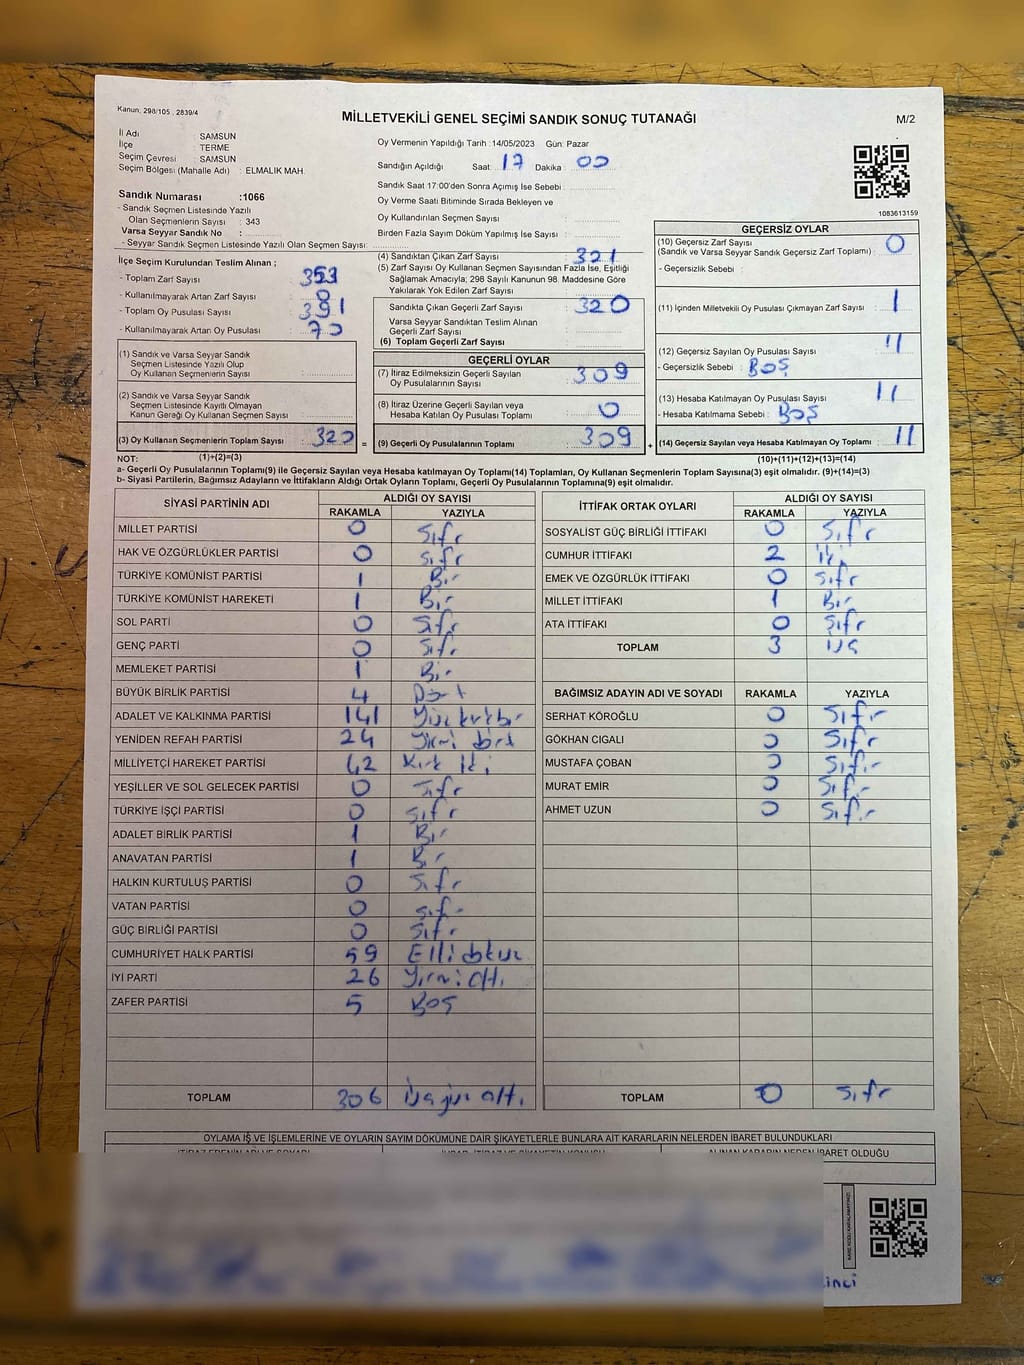 Kanun: 298/105 , 2839/4
MİLLETVEKİLİ GENEL SEÇİMİ SANDIK SONUÇ TUTANAĞI
M/2
İl Adı : SAMSUN
İlçe : TERME
Seçim Çevresi : SAMSUN
Seçim Bölgesi (Mahalle Adı) : ELMALIK MAH.
Sandık Numarası :1066
- Sandık Seçmen Listesinde Yazılı
Olan Seçmenlerin Sayısı : 343
Varsa Seyyar Sandık No :
- Seyyar Sandık Seçmen Listesinde Yazılı Olan Seçmen Sayısı:
Oy Vermenin Yapıldığı Tarih :14/05/2023 Gün: Pazar
Sandığın Açıldığı Saat: 17 Dakika : 00
Sandık Saat 17:00'den Sonra Açımış İse Sebebi :
Oy Verme Saati Bitiminde Sırada Bekleyen ve
Oy Kullandırılan Seçmen Sayısı :
Birden Fazla Sayım Döküm Yapılmış İse Sayısı :
1083613159
İlçe Seçim Kurulundan Teslim Alınan ;
- Toplam Zarf Sayısı : 353
- Kullanılmayarak Artan Zarf Sayısı :
- Toplam Oy Pusulası Sayısı : 391
- Kullanılmayarak Artan Oy Pusulası : 70
(1) Sandık ve Varsa Seyyar Sandık
Seçmen Listesinde Yazılı Olup
Oy Kullanan Seçmenlerin Sayısı :
(2) Sandık ve Varsa Seyyar Sandık
Seçmen Listesinde Kayıtlı Olmayan
Kanun Gereği Oy Kullanan Seçmen Sayısı :
(3) Oy Kullanan Seçmenlerin Toplam Sayısı : 320 =
(1)+(2)=(3)
(4) Sandıktan Çıkan Zarf Sayısı : 321
(5) Zarf Sayısı Oy Kullanan Seçmen Sayısından Fazla İse, Eşitliği
Sağlamak Amacıyla; 298 Sayılı Kanunun 98. Maddesine Göre
Yakılarak Yok Edilen Zarf Sayısı :
Sandıkta Çıkan Geçerli Zarf Sayısı : 320
Varsa Seyyar Sandıktan Teslim Alınan
Geçerli Zarf Sayısı :
(6) Toplam Geçerli Zarf Sayısı :
GEÇERLİ OYLAR
(7) İtiraz Edilmeksizin Geçerli Sayılan
Oy Pusulalarının Sayısı : 309
(8) İtiraz Üzerine Geçerli Sayılan veya
Hesaba Katılan Oy Pusulası Toplamı : 0
(9) Geçerli Oy Pusulalarının Toplamı : 309 +
GEÇERSİZ OYLAR
(10) Geçersiz Zarf Sayısı
(Sandık ve Varsa Seyyar Sandık Geçersiz Zarf Toplamı) : 0
- Geçersizlik Sebebi :
(11) İçinden Milletvekili Oy Pusulası Çıkmayan Zarf Sayısı : 1
(12) Geçersiz Sayılan Oy Pusulası Sayısı : 11
- Geçersizlik Sebebi : BOŞ
(13) Hesaba Katılmayan Oy Pusulası Sayısı : 11
- Hesaba Katılmama Sebebi : BOŞ
(14) Geçersiz Sayılan veya Hesaba Katılmayan Oy Toplamı : 11
(10)+(11)+(12)+(13)=(14)
NOT:
a- Geçerli Oy Pusulalarının Toplamı(9) ile Geçersiz Sayılan veya Hesaba katılmayan Oy Toplamı(14) Toplamları, Oy Kullanan Seçmenlerin Toplam Sayısına(3) eşit olmalıdır. (9)+(14)=(3)
b- Siyasi Partilerin, Bağımsız Adayların ve İttifakların Aldığı Ortak Oyların Toplamı, Geçerli Oy Pusulalarının Toplamına(9) eşit olmalıdır.
SİYASİ PARTİNİN ADI ALDIĞI OY SAYISI
RAKAMLA YAZIYLA
MİLLET PARTİSİ 0 Sıfr
HAK VE ÖZGÜRLÜKLER PARTİSİ 0 Sıfr
TÜRKİYE KOMÜNİST PARTİSİ 1 Bir
TÜRKİYE KOMÜNİST HAREKETİ 1 Bir
SOL PARTİ 0 Sıfr
GENÇ PARTİ 0 Sıfr
MEMLEKET PARTİSİ 1 Bir
BÜYÜK BİRLİK PARTİSİ 4 Dört
ADALET VE KALKINMA PARTİSİ 141 Yüzkırkbir
YENİDEN REFAH PARTİSİ 24 Yirmi dört
MİLLİYETÇİ HAREKET PARTİSİ 42 Kırk İki
YEŞİLLER VE SOL GELECEK PARTİSİ 0 Sıfr
TÜRKİYE İŞÇİ PARTİSİ 0 Sıfr
ADALET BİRLİK PARTİSİ 1 Bir
ANAVATAN PARTİSİ 1 Bir
HALKIN KURTULUŞ PARTİSİ 0 Sıfr
VATAN PARTİSİ 0 Sıfr
GÜÇ BİRLİĞİ PARTİSİ 0 Sıfr
CUMHURİYET HALK PARTİSİ 59 Elli dokuz
İYİ PARTİ 26 Yirmi altı
ZAFER PARTİSİ 5 Boş
TOPLAM 306 üçyüz altı
İTTİFAK ORTAK OYLARI ALDIĞI OY SAYISI
RAKAMLA YAZIYLA
SOSYALİST GÜÇ BİRLİĞİ İTTİFAKI 0 Sıfr
CUMHUR İTTİFAKI 2 İki
EMEK VE ÖZGÜRLÜK İTTİFAKI 0 Sıfr
MİLLET İTTİFAKI 1 Bir
ATA İTTİFAKI 0 Sıfr
TOPLAM 3 üç
BAĞIMSIZ ADAYIN ADI VE SOYADI RAKAMLA YAZIYLA
SERHAT KÖROĞLU 0 Sıfır
GÖKHAN CIGALI 0 Sıfr
MUSTAFA ÇOBAN 0 Sıfır
MURAT EMİR 0 Sıfır
AHMET UZUN 0 Sıfır
TOPLAM 0 Sıfr
OYLAMA İŞ VE İŞLEMLERİNE VE OYLARIN SAYIM DÖKÜMÜNE DAİR ŞİKAYETLERLE BUNLARA AİT KARARLARIN NELERDEN İBARET BULUNDUKLARI
ALINAN KARARIN NEDEN İBARET OLDUĞU